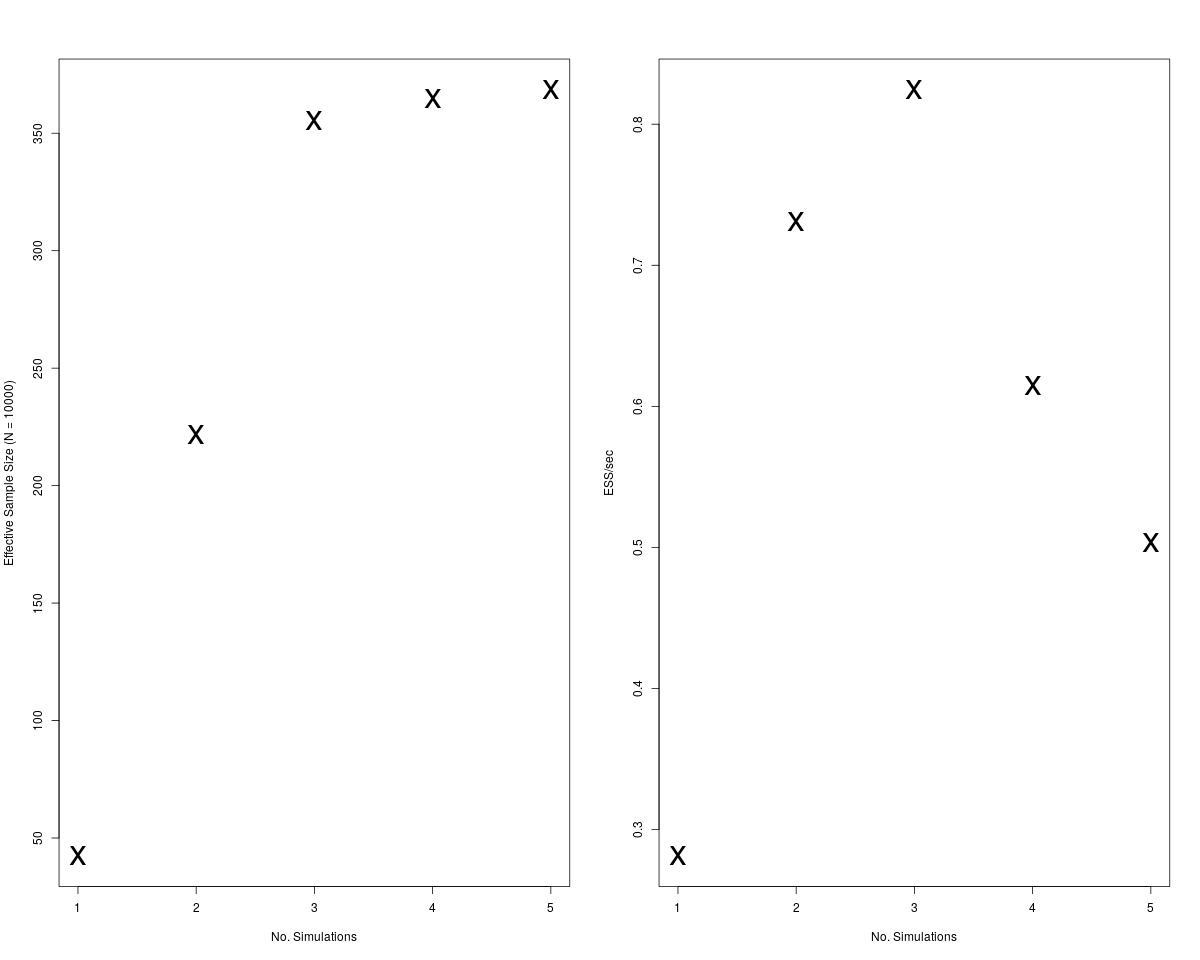 Effective Sample Size (N = 10000)
350
300
250
200
150
100
50
X
X
X
X
X
1 2 3 4 5
No. Simulations
ESS/sec
0.8
0.7
0.6
0.5
0.4
0.3
X
X
X
X
X
1 2 3 4 5
No. Simulations